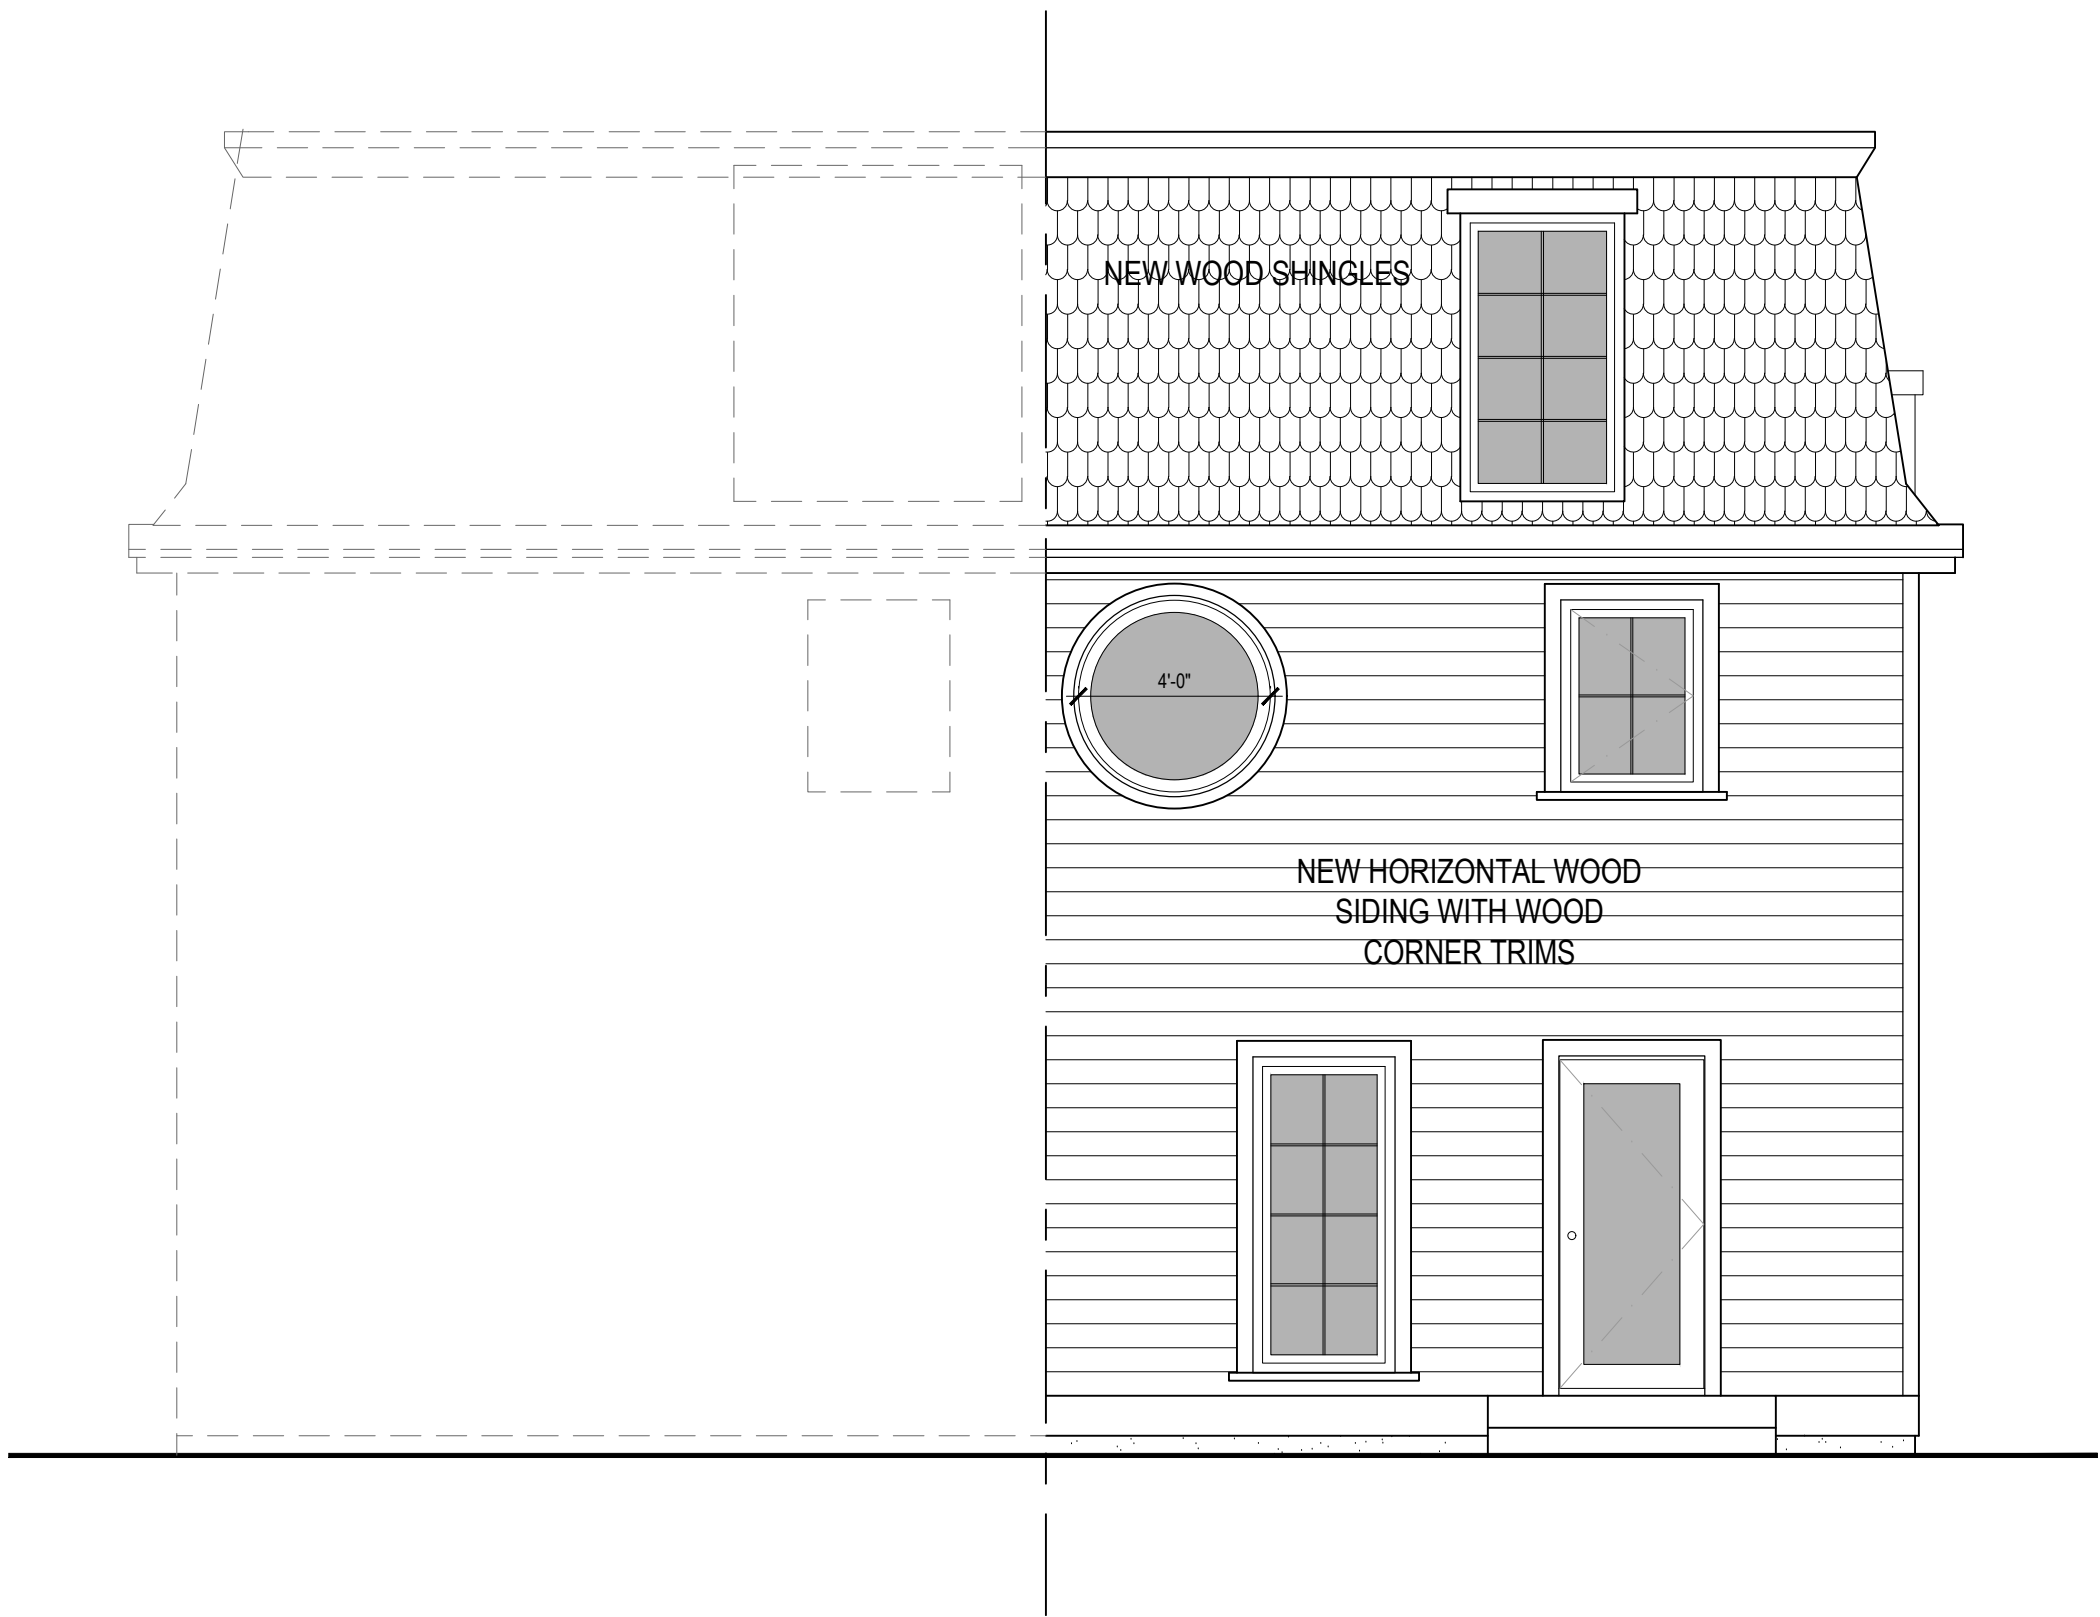 NEW WOOD SHINGLES
4'-0"
NEW HORIZONTAL WOOD
SIDING WITH WOOD
CORNER TRIMS